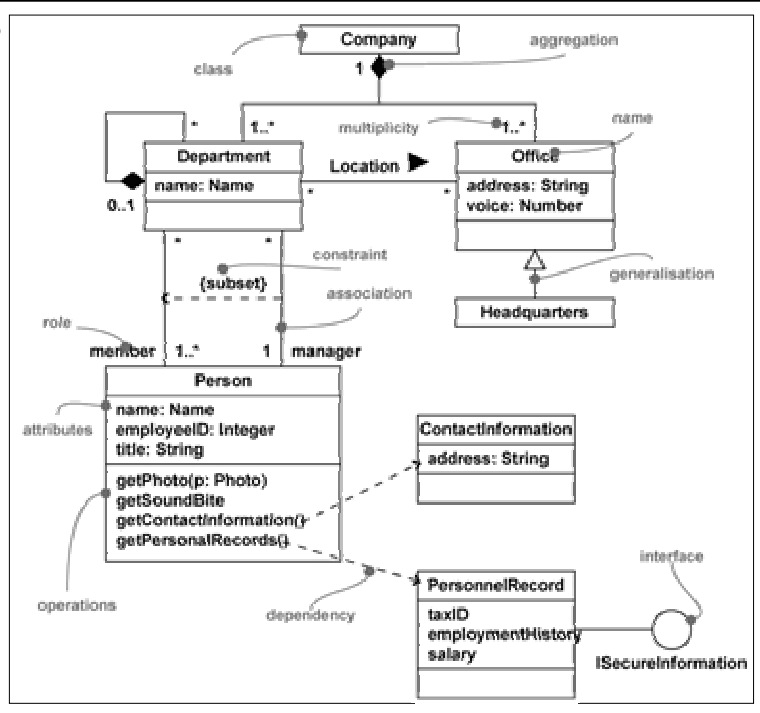 Company
aggregation
class
1
*
1..*
multiplicity
1..*
name
Department
Office
Location
name: Name
address: String
voice: Number
*
*
0..1
*
*
constraint
{subset}
generalisation
association
Headquarters
role
member
1..*
1
manager
Person
name: Name
employeeID: Integer
title: String
attributes
ContactInformation
address: String
getPhoto(p: Photo)
getSoundBite
getContactInformation()
getPersonalRecords()
operations
dependency
interface
PersonnelRecord
taxID
employmentHistory
salary
ISecureInformation